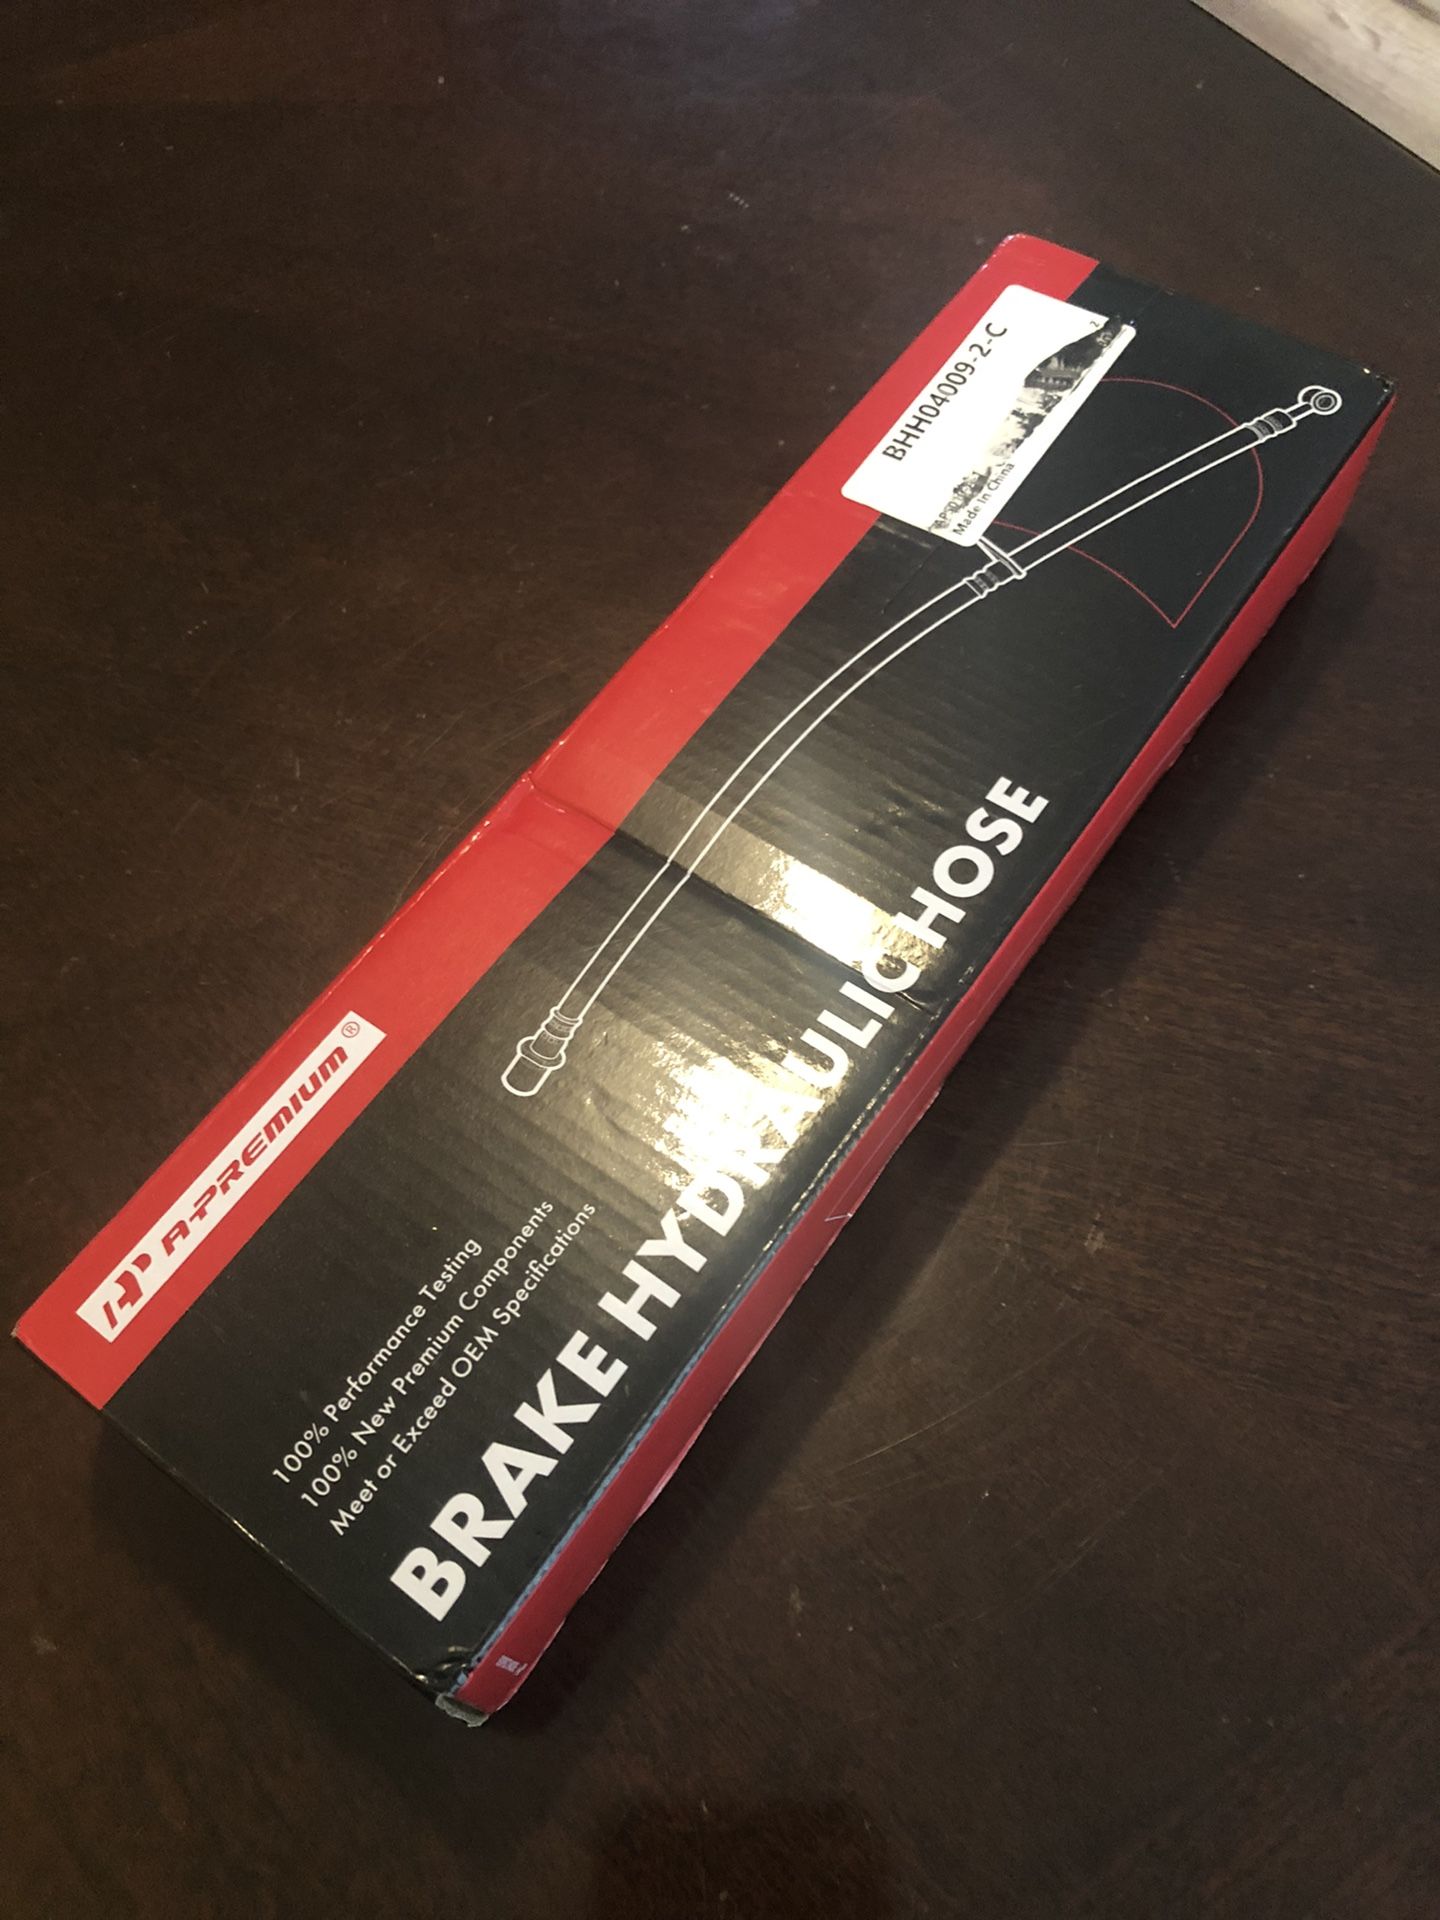 BHH04009-2-C
Made In China
A-PREMIUM®
100% Performance Testing
100% New Premium Components
Meet or Exceed OEM Specifications
BRAKE HYDRAULIC HOSE